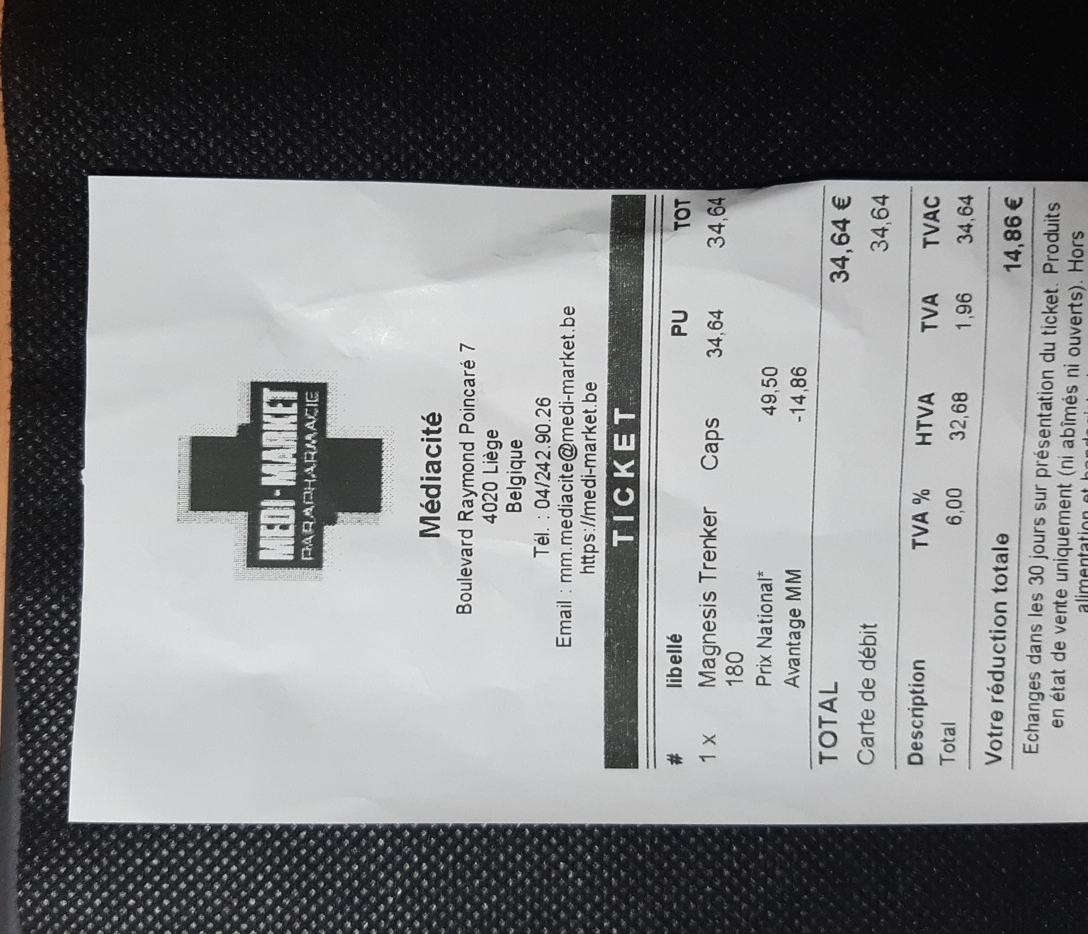 MEDI-MARKET
PARAPHARMACIE
Médiacité
Boulevard Raymond Poincaré 7
4020 Liège
Belgique
Tél. : 04/242.90.26
Email : mm.mediacite@medi-market.be
https://medi-market.be
TICKET
# libellé PU TOT
1 x Magnesis Trenker Caps 34,64 34,64
180
Prix National* 49,50
Avantage MM -14,86
TOTAL 34,64 €
Carte de débit 34,64
Description TVA % HTVA TVA TVAC
Total 6,00 32,68 1,96 34,64
Votre réduction totale 14,86 €
Echanges dans les 30 jours sur présentation du ticket. Produits
en état de vente uniquement (ni abîmés ni ouverts). Hors
alimentation et